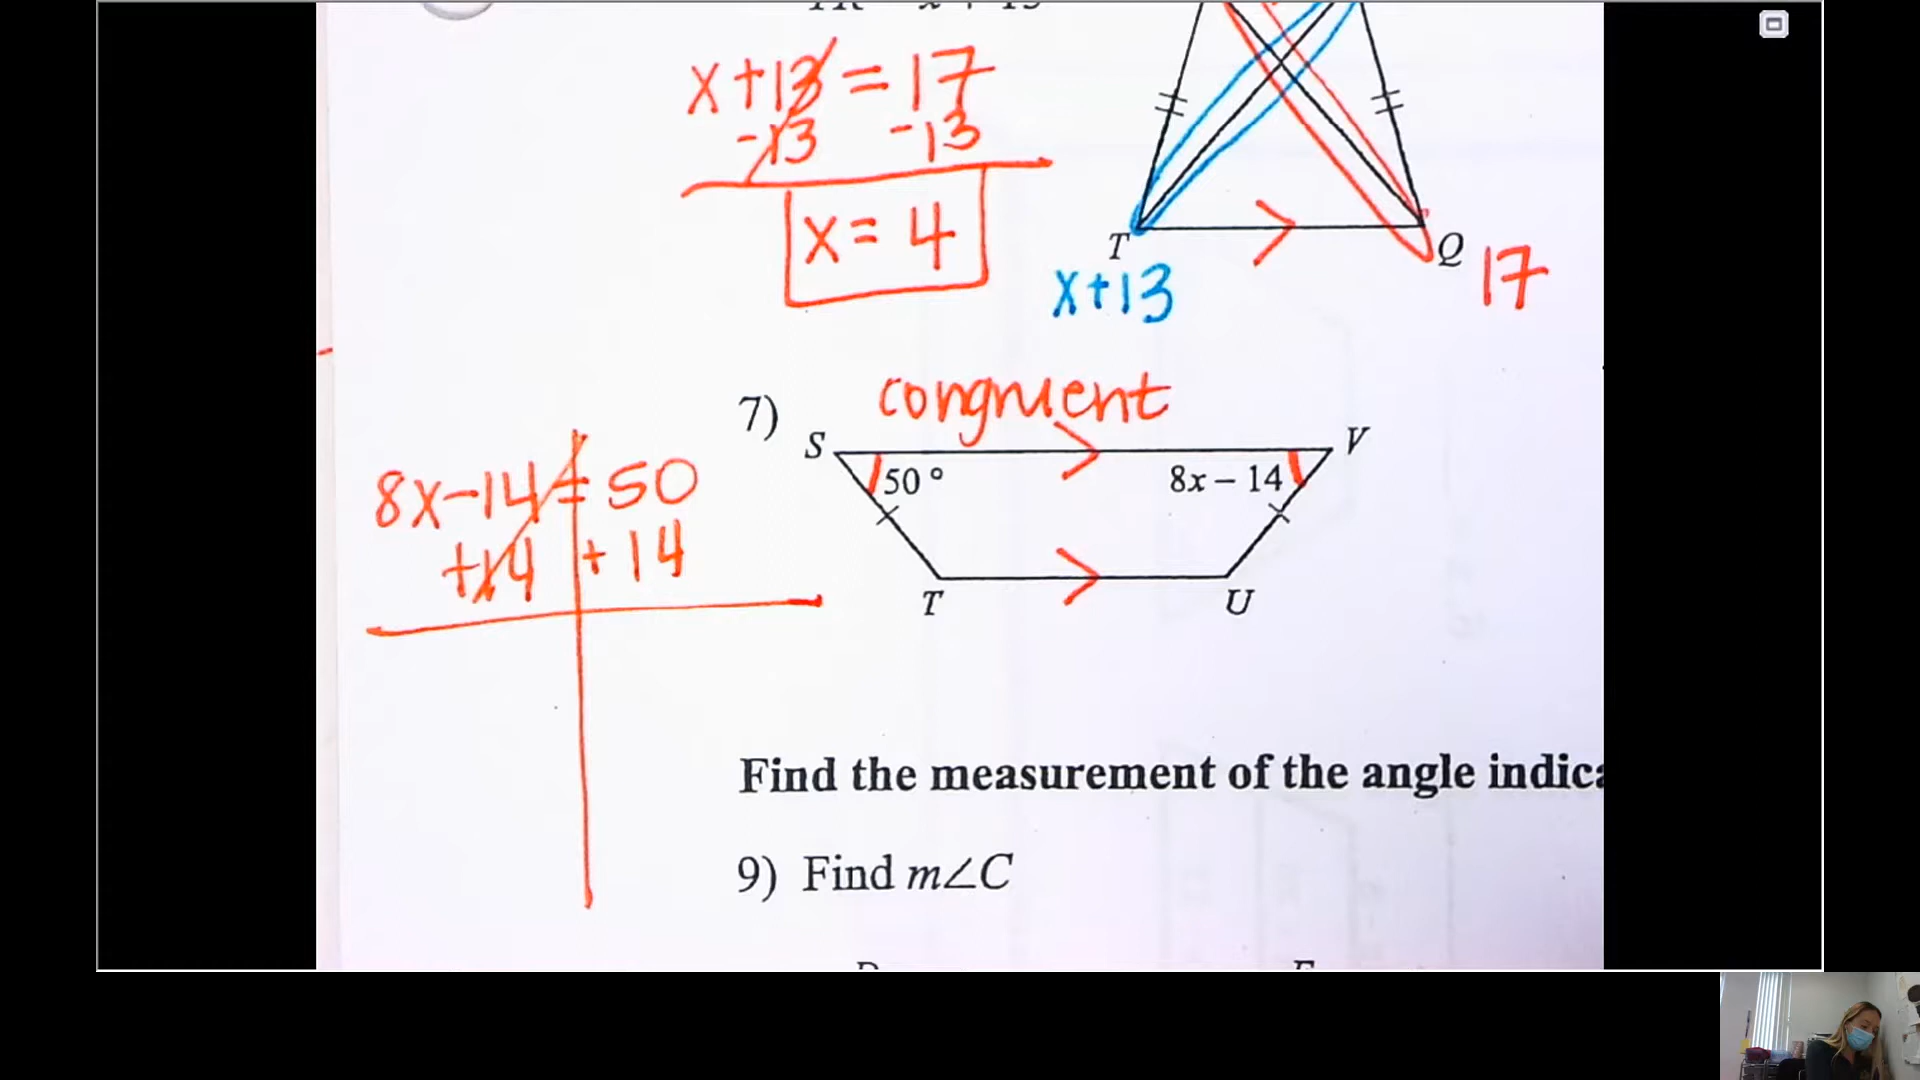 x+13 = 17
-13 -13
x = 4
T
Q
x+13
17
congruent
7)
S
V
50°
8x – 14
8x-14 = 50
+14 +14
T
U
Find the measurement of the angle
9) Find m∠C